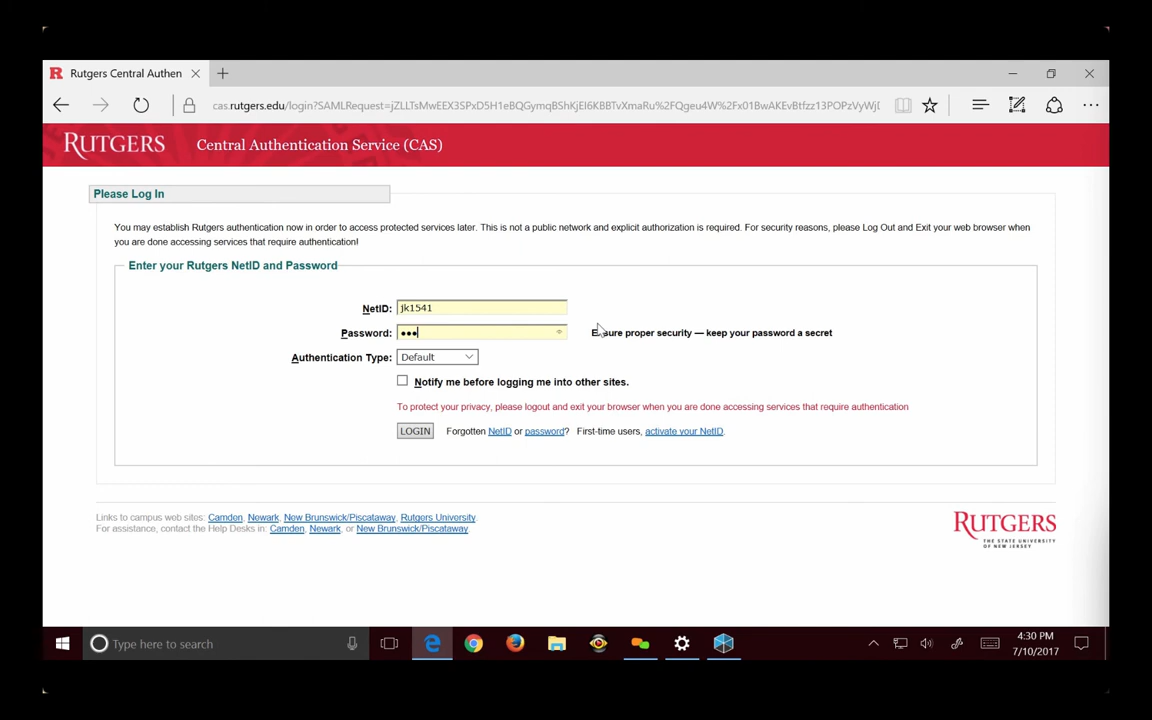 Rutgers Central Authen
cas.rutgers.edu/login?SAMLRequest=
RUTGERS Central Authentication Service (CAS)
Please Log In
You may establish Rutgers authentication now in order to access protected services later. This is not a public network and explicit authorization is required. For security reasons, please Log Out and Exit your web browser when
you are done accessing services that require authentication!
Enter your Rutgers NetID and Password
NetID: jk1541
Password: •••
Ensure proper security — keep your password a secret
Authentication Type: Default
Notify me before logging me into other sites.
To protect your privacy, please logout and exit your browser when you are done accessing services that require authentication
LOGIN Forgotten NetID or password? First-time users, activate your NetID.
Links to campus web sites: Camden, Newark, New Brunswick/Piscataway, Rutgers University.
For assistance, contact the Help Desks in: Camden, Newark, or New Brunswick/Piscataway
RUTGERS
THE STATE UNIVERSITY
OF NEW JERSEY
Type here to search
4:30 PM
7/10/2017